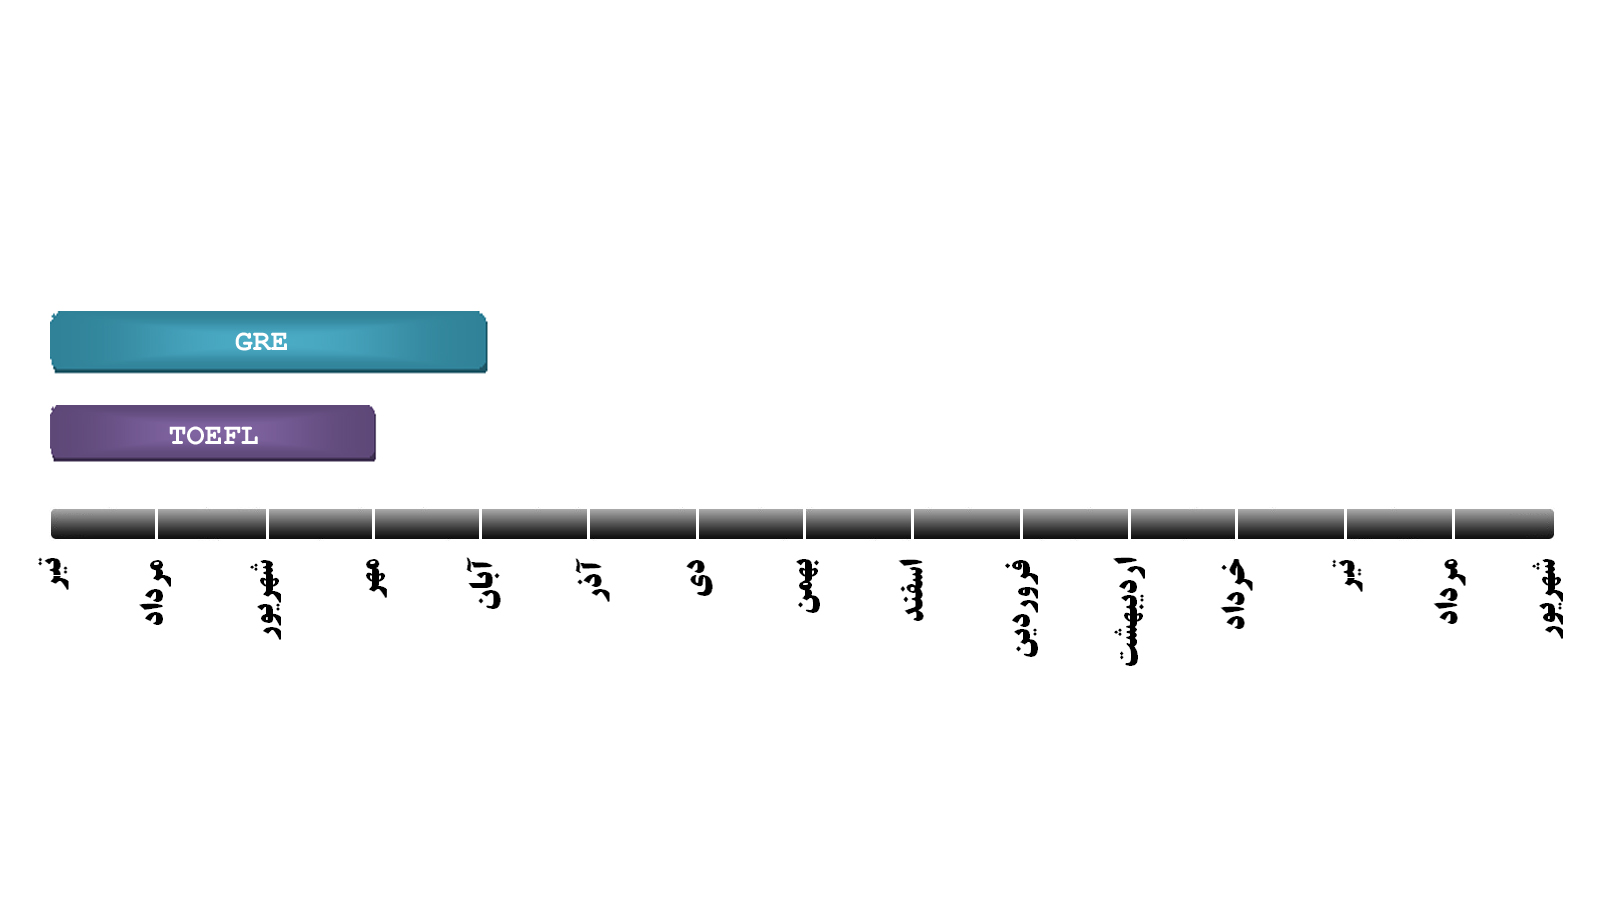 GRE
TOEFL
تیر
مرداد
شهریور
مهر
آبان
آذر
دی
بهمن
اسفند
فروردین
اردیبهشت
خرداد
تیر
مرداد
شهریور